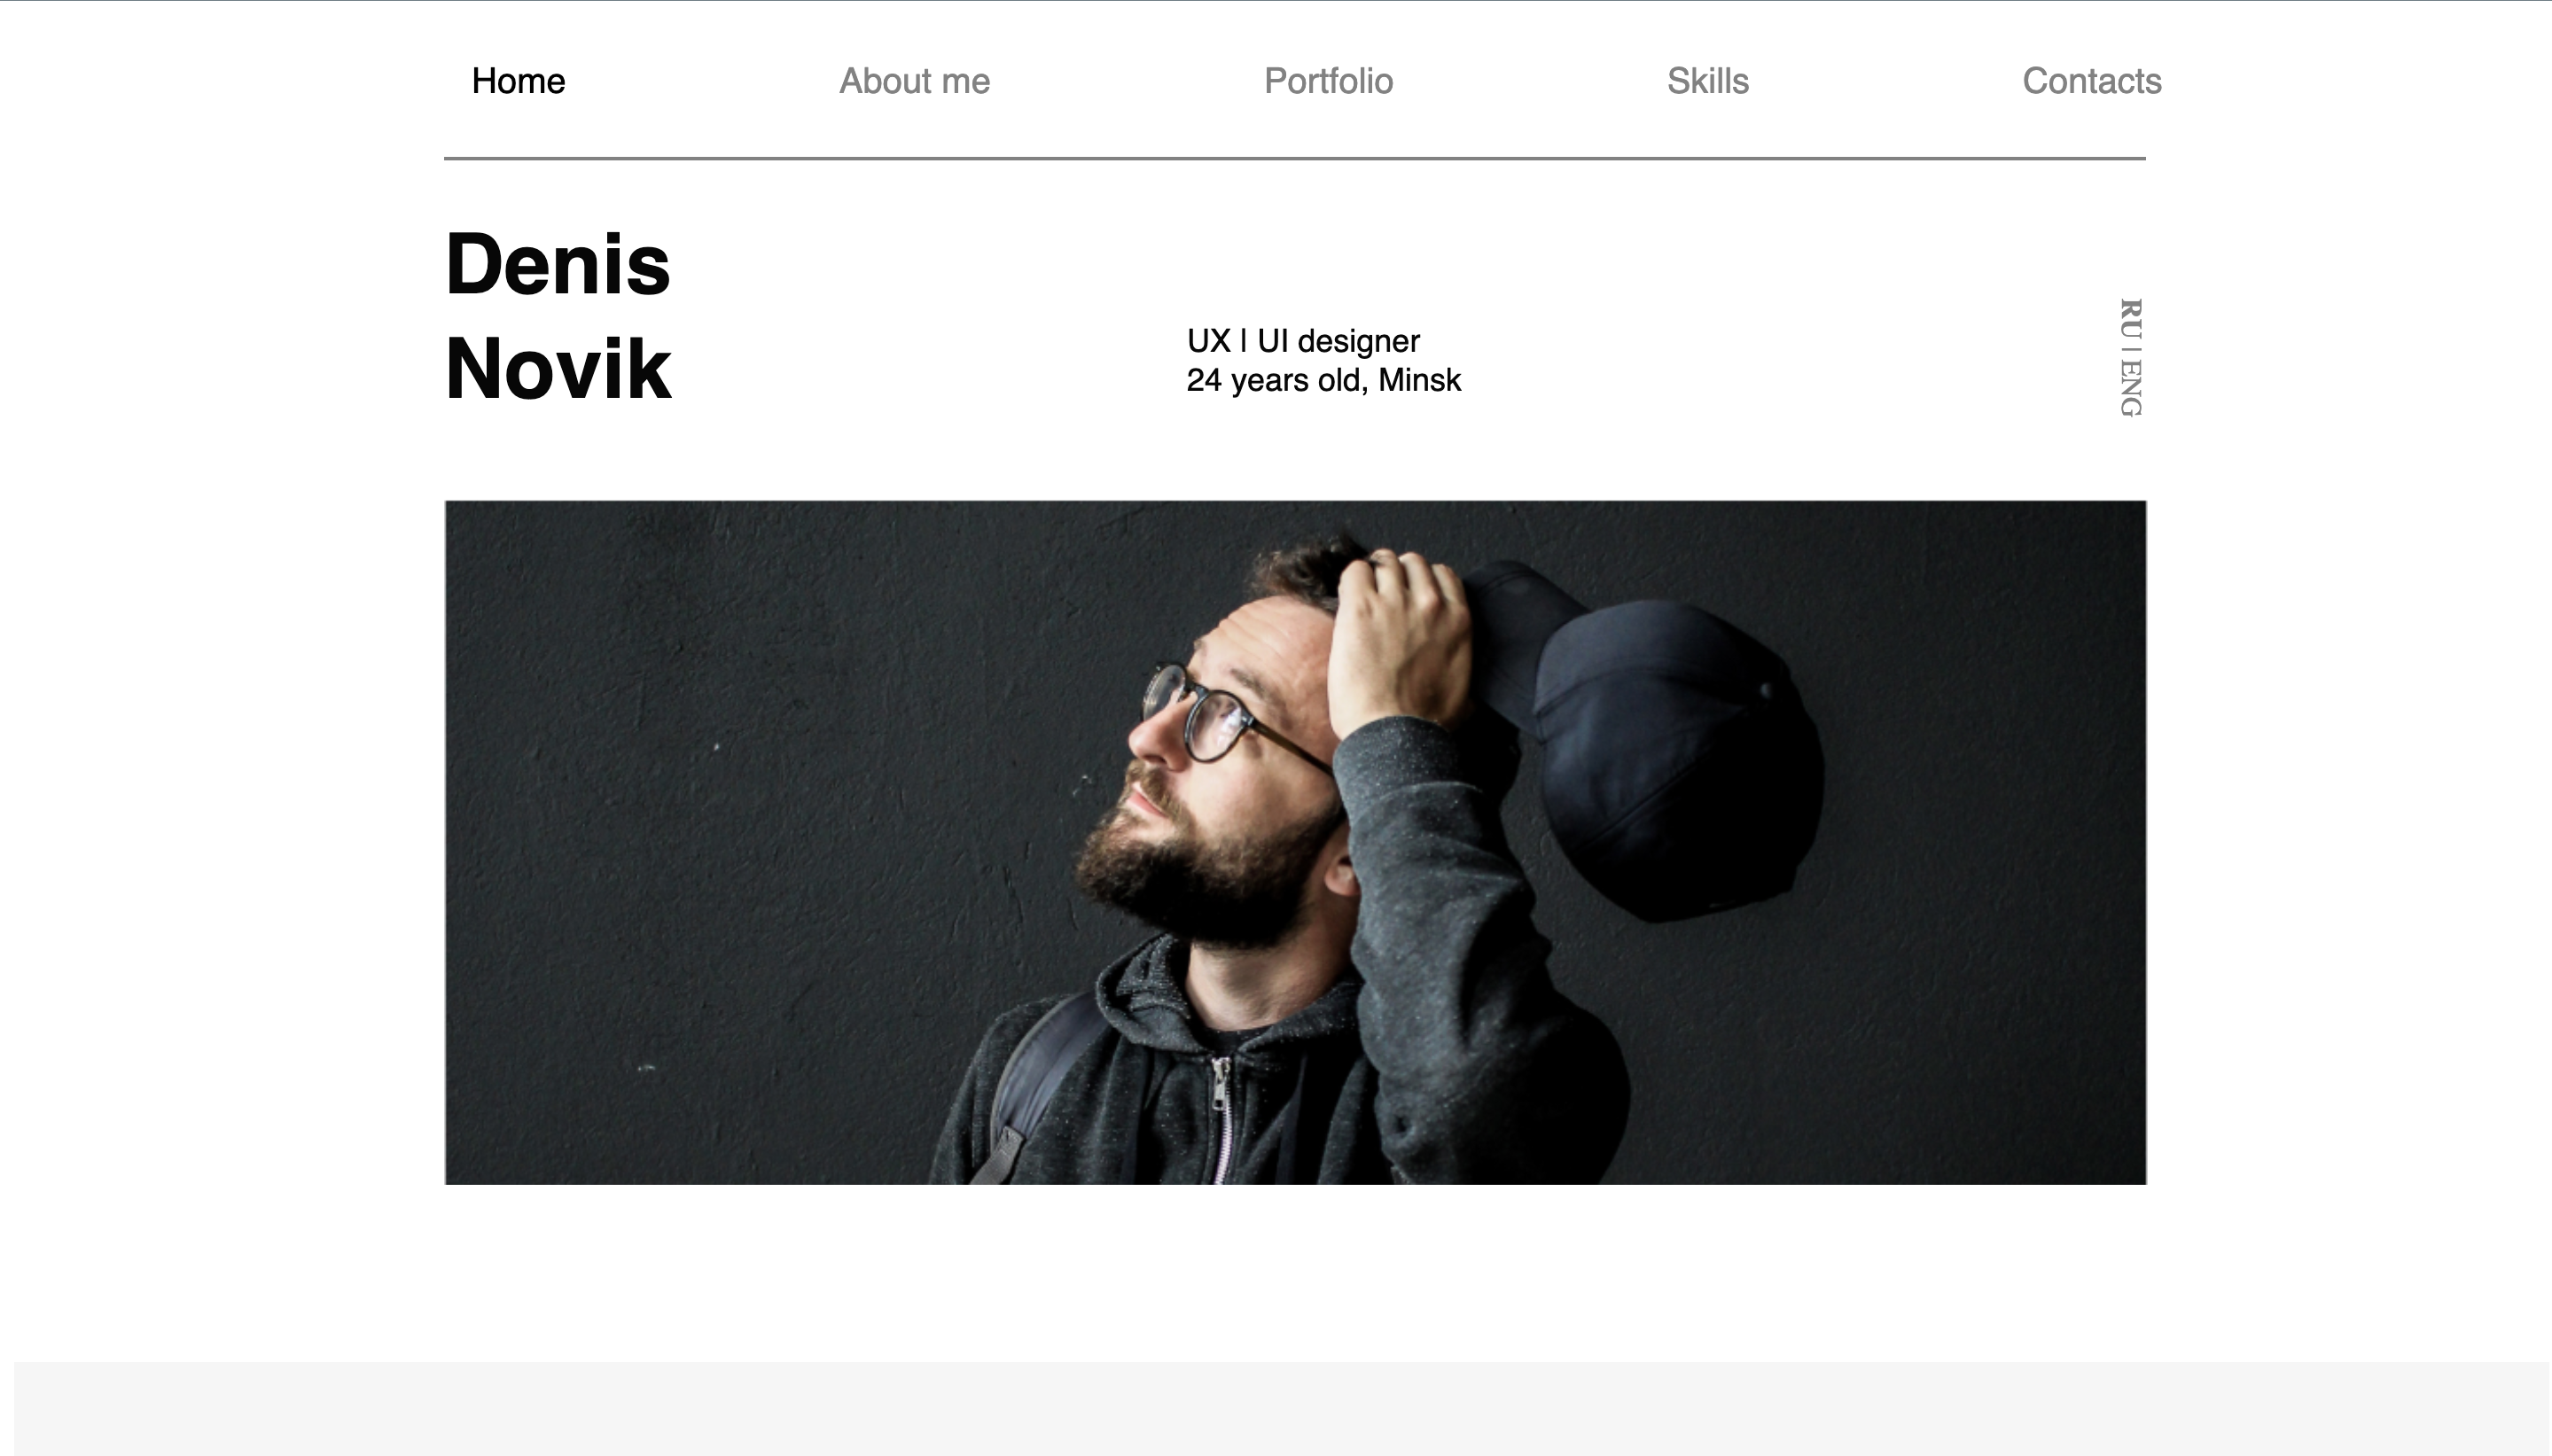 Home About me Portfolio Skills Contacts
Denis
Novik
UX | UI designer
24 years old, Minsk
RU | ENG